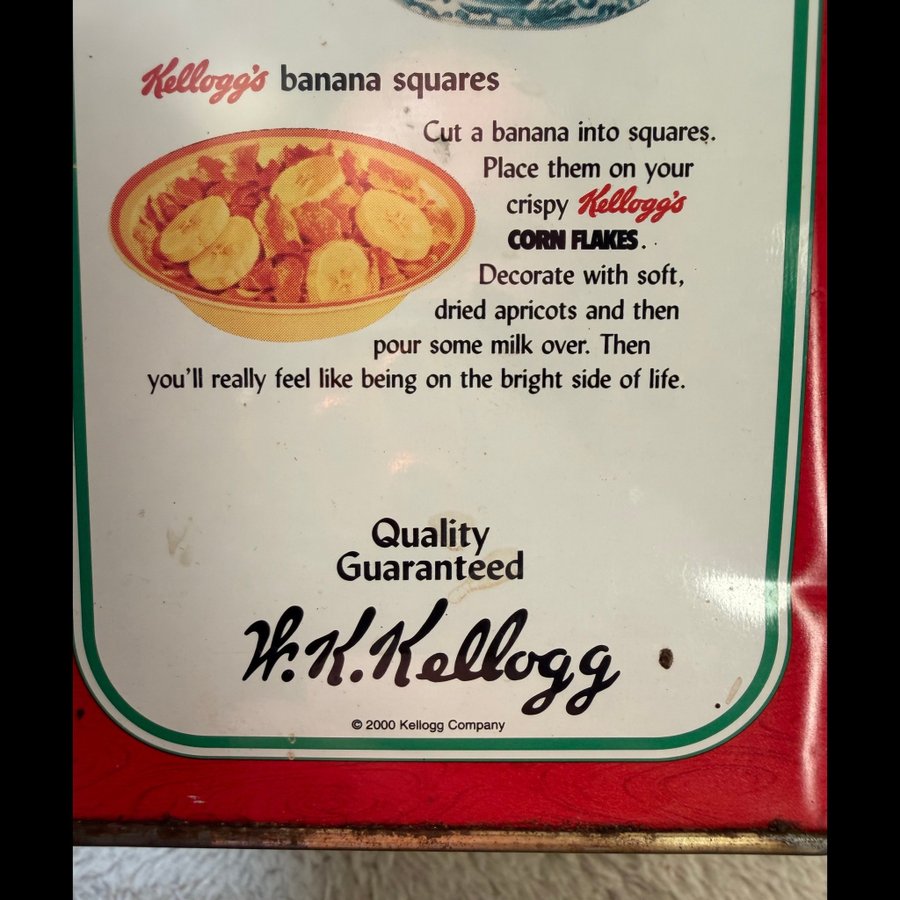 Kellogg's banana squares
Cut a banana into squares.
Place them on your
crispy Kellogg's
CORN FLAKES.
Decorate with soft,
dried apricots and then
pour some milk over. Then
you'll really feel like being on the bright side of life.
Quality
Guaranteed
W.K.Kellogg
© 2000 Kellogg Company